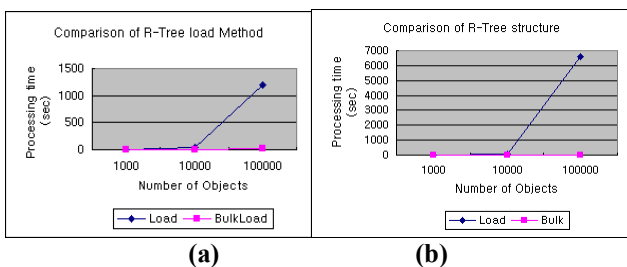 Comparison of R-Tree load Method
Processing time
(sec)
1500
1000
500
0
1000 10000 100000
Number of Objects
Load BulkLoad
(a)
Comparison of R-Tree structure
Processing time
(sec)
7000
6000
5000
4000
3000
2000
1000
0
1000 10000 100000
Number of Objects
Load Bulk
(b)